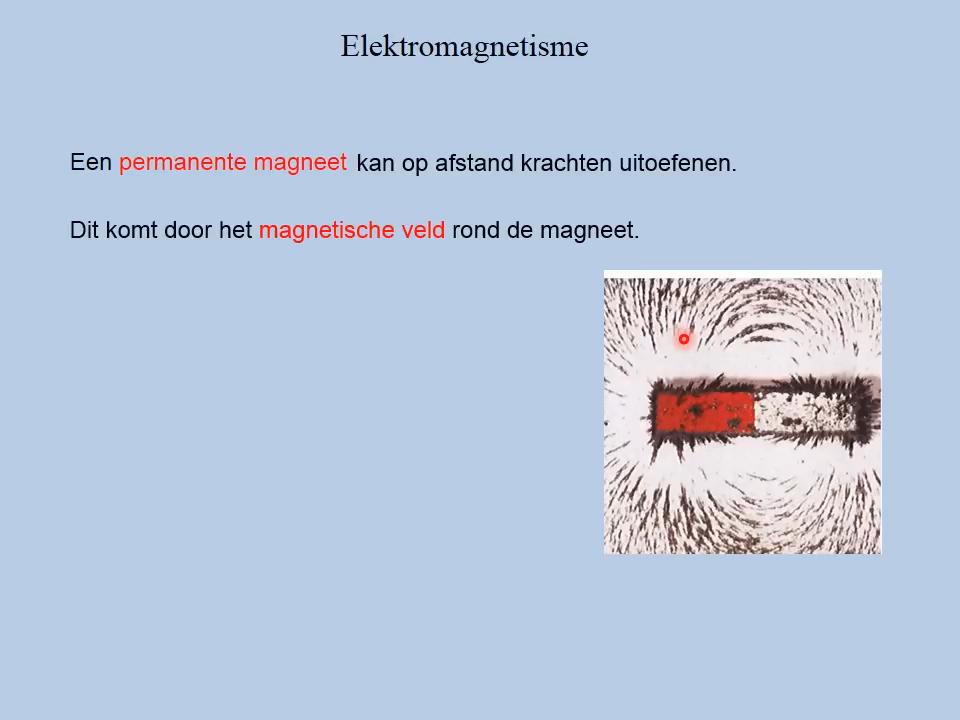 Elektromagnetisme
Een permanente magneet kan op afstand krachten uitoefenen.
Dit komt door het magnetische veld rond de magneet.